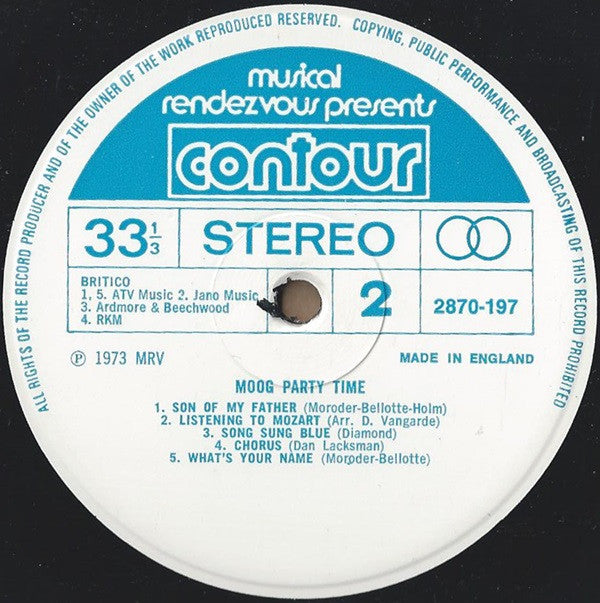 ALL RIGHTS OF THE RECORD PRODUCER AND OF THE OWNER OF THE WORK REPRODUCED RESERVED. COPYING, PUBLIC PERFORMANCE AND BROADCASTING OF THIS RECORD PROHIBITED
musical
rendezvous presents
contour
33 1/3 STEREO
BRITICO
1, 5. ATV Music 2. Jano Music
3. Ardmore & Beechwood
4. RKM
2
2870-197
℗ 1973 MRV
MADE IN ENGLAND
MOOG PARTY TIME
1. SON OF MY FATHER (Moroder-Bellotte-Holm)
2. LISTENING TO MOZART (Arr. D. Vangarde)
3. SONG SUNG BLUE (Diamond)
4. CHORUS (Dan Lacksman)
5. WHAT'S YOUR NAME (Moroder-Bellotte)